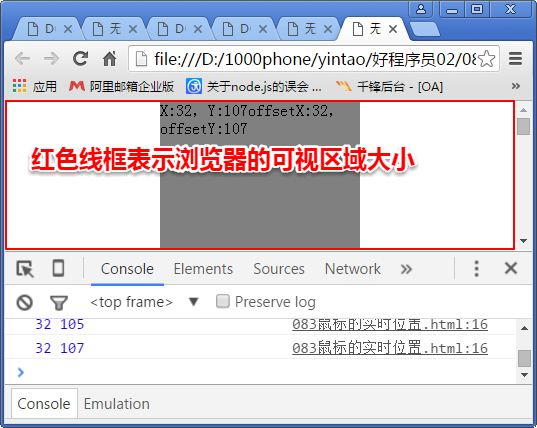 D
无
D
D
无
无
file:///D:/1000phone/yintao/好程序员02/08
应用 阿里邮箱企业版 关于node.js的误会 千锋后台 - [OA]
X:32, Y:107offsetX:32,
offsetY:107
红色线框表示浏览器的可视区域大小
Console Elements Sources Network
<top frame> ▼ Preserve log
32 105 083鼠标的实时位置.html:16
32 107 083鼠标的实时位置.html:16
Console Emulation